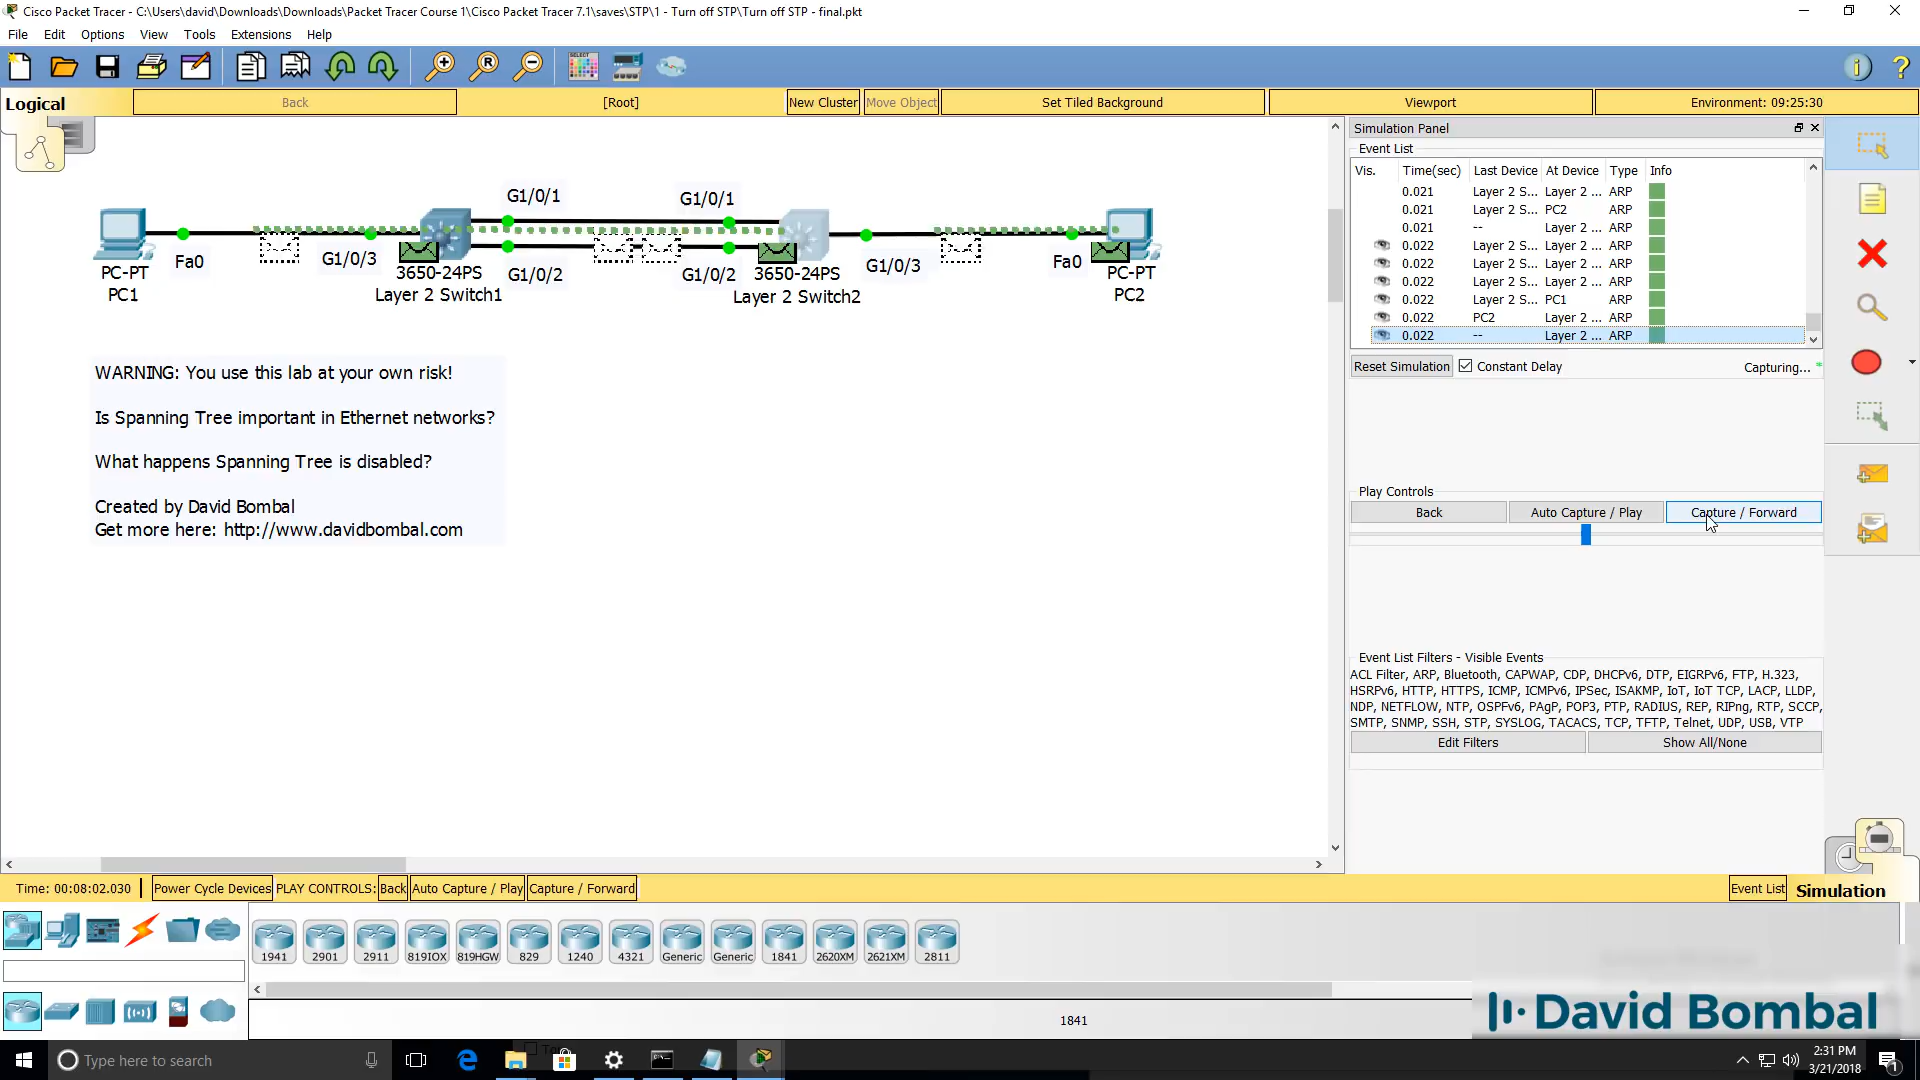 Cisco Packet Tracer - C:\Users\david\Downloads\Downloads\Packet Tracer Course 1\Cisco Packet Tracer 7.1\saves\STP\1 - Turn off STP\Turn off STP - final.pkt
File Edit Options View Tools Extensions Help
Logical Back [Root] New Cluster Move Object Set Tiled Background Viewport Environment: 09:25:30
Simulation Panel
Event List
Vis. Time(sec) Last Device At Device Type Info
0.021 Layer 2 S... Layer 2 ... ARP
0.021 Layer 2 S... PC2 ARP
0.021 -- Layer 2 ... ARP
0.022 Layer 2 S... Layer 2 ... ARP
0.022 Layer 2 S... Layer 2 ... ARP
0.022 Layer 2 S... Layer 2 ... ARP
0.022 Layer 2 S... PC1 ARP
0.022 PC2 Layer 2 ... ARP
0.022 -- Layer 2 ... ARP
Reset Simulation Constant Delay Capturing... *
Play Controls
Back Auto Capture / Play Capture / Forward
Event List Filters - Visible Events
ACL Filter, ARP, Bluetooth, CAPWAP, CDP, DHCPv6, DTP, EIGRPv6, FTP, H.323,
HSRPv6, HTTP, HTTPS, ICMP, ICMPv6, IPSec, ISAKMP, IoT, IoT TCP, LACP, LLDP,
NDP, NETFLOW, NTP, OSPFv6, PAgP, POP3, PTP, RADIUS, REP, RIPng, RTP, SCCP,
SMTP, SNMP, SSH, STP, SYSLOG, TACACS, TCP, TFTP, Telnet, UDP, USB, VTP
Edit Filters Show All/None
G1/0/1 G1/0/1
Fa0 G1/0/3 G1/0/2 G1/0/2 G1/0/3 Fa0
PC-PT 3650-24PS 3650-24PS PC-PT
PC1 Layer 2 Switch1 Layer 2 Switch2 PC2
WARNING: You use this lab at your own risk!
Is Spanning Tree important in Ethernet networks?
What happens Spanning Tree is disabled?
Created by David Bombal
Get more here: http://www.davidbombal.com
Time: 00:08:02.030 Power Cycle Devices PLAY CONTROLS: Back Auto Capture / Play Capture / Forward Event List Simulation
1941 2901 2911 819IOX 819HGW 829 1240 4321 Generic Generic 1841 2620XM 2621XM 2811
1841
David Bombal
Type here to search
2:31 PM
3/21/2018